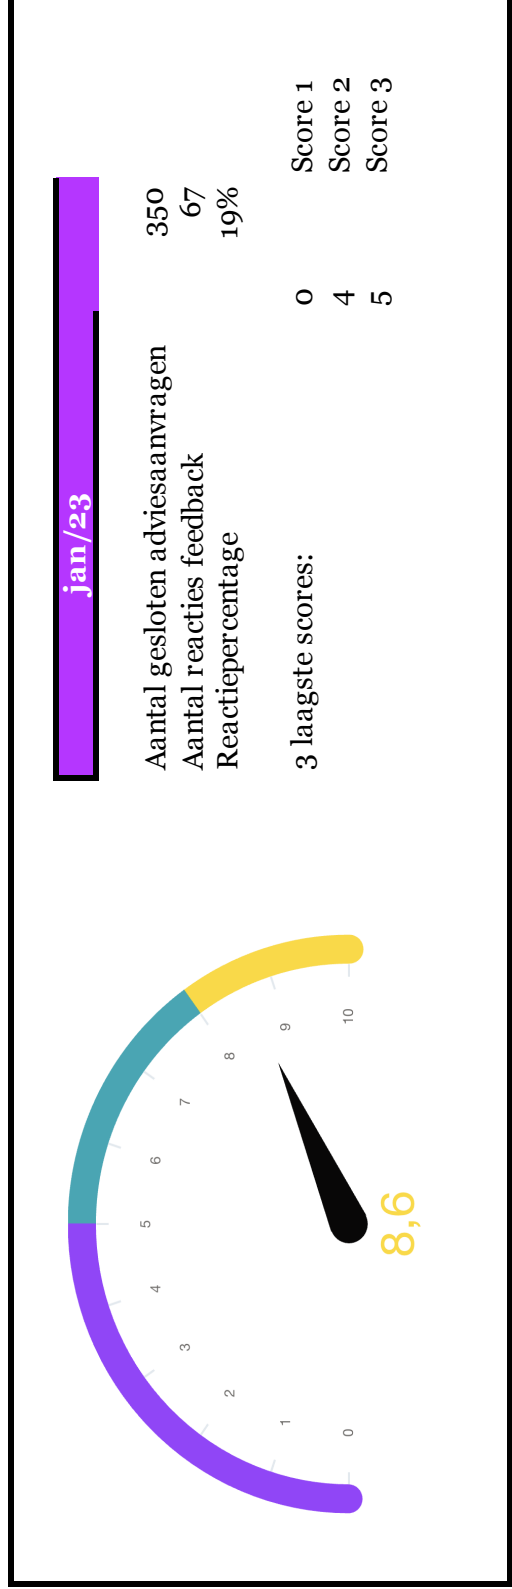 0
1
2
3
4
5
6
7
8
9
10
8,6
jan/23
Aantal gesloten adviesaanvragen 350
Aantal reacties feedback 67
Reactiepercentage 19%
3 laagste scores: 0 Score 1
4 Score 2
5 Score 3